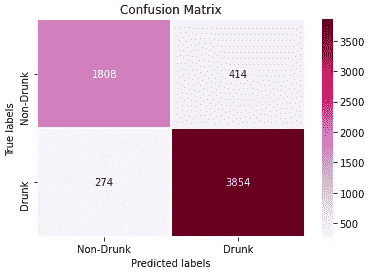 Confusion Matrix
True labels
Non-Drunk
1808
414
Drunk
274
3854
Non-Drunk
Drunk
Predicted labels
3500
3000
2500
2000
1500
1000
500